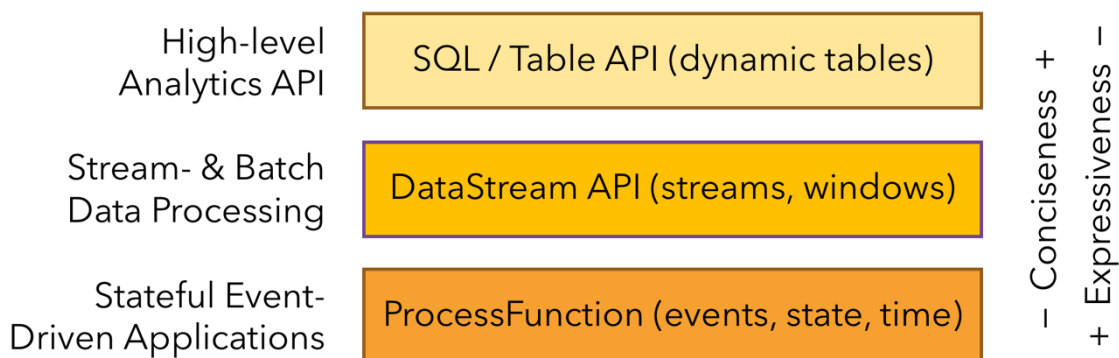 High-level
Analytics API
SQL / Table API (dynamic tables)
Stream- & Batch
Data Processing
DataStream API (streams, windows)
Stateful Event-
Driven Applications
ProcessFunction (events, state, time)
− Conciseness +
+ Expressiveness −